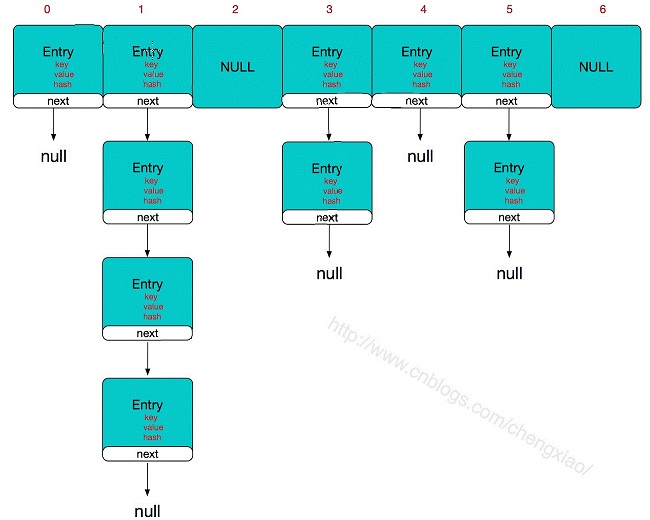 0 1 2 3 4 5 6
Entry Entry NULL Entry Entry Entry NULL
key key key key key
value value value value value
hash hash hash hash hash
next next next next next
null null
Entry Entry Entry
key key key
value value value
hash hash hash
next next next
null null
Entry
key
value
hash
next
http://www.cnblogs.com/chengxiao/
Entry
key
value
hash
next
null